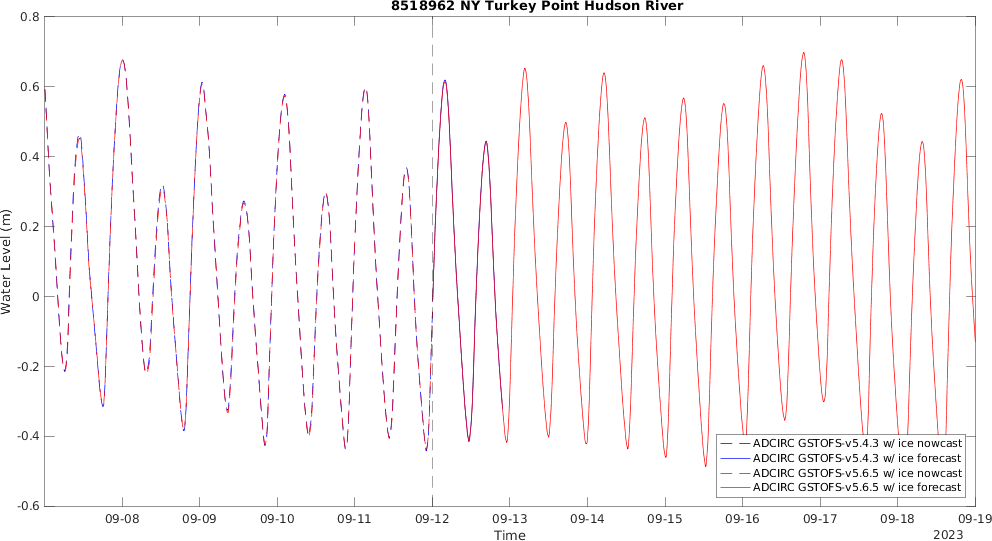 8518962 NY Turkey Point Hudson River
0.8
0.6
0.4
0.2
0
-0.2
-0.4
-0.6
Water Level (m)
ADCIRC GSTOFS-v5.4.3 w/ ice nowcast
ADCIRC GSTOFS-v5.4.3 w/ ice forecast
ADCIRC GSTOFS-v5.6.5 w/ ice nowcast
ADCIRC GSTOFS-v5.6.5 w/ ice forecast
09-08 09-09 09-10 09-11 09-12 09-13 09-14 09-15 09-16 09-17 09-18 09-19
Time
2023